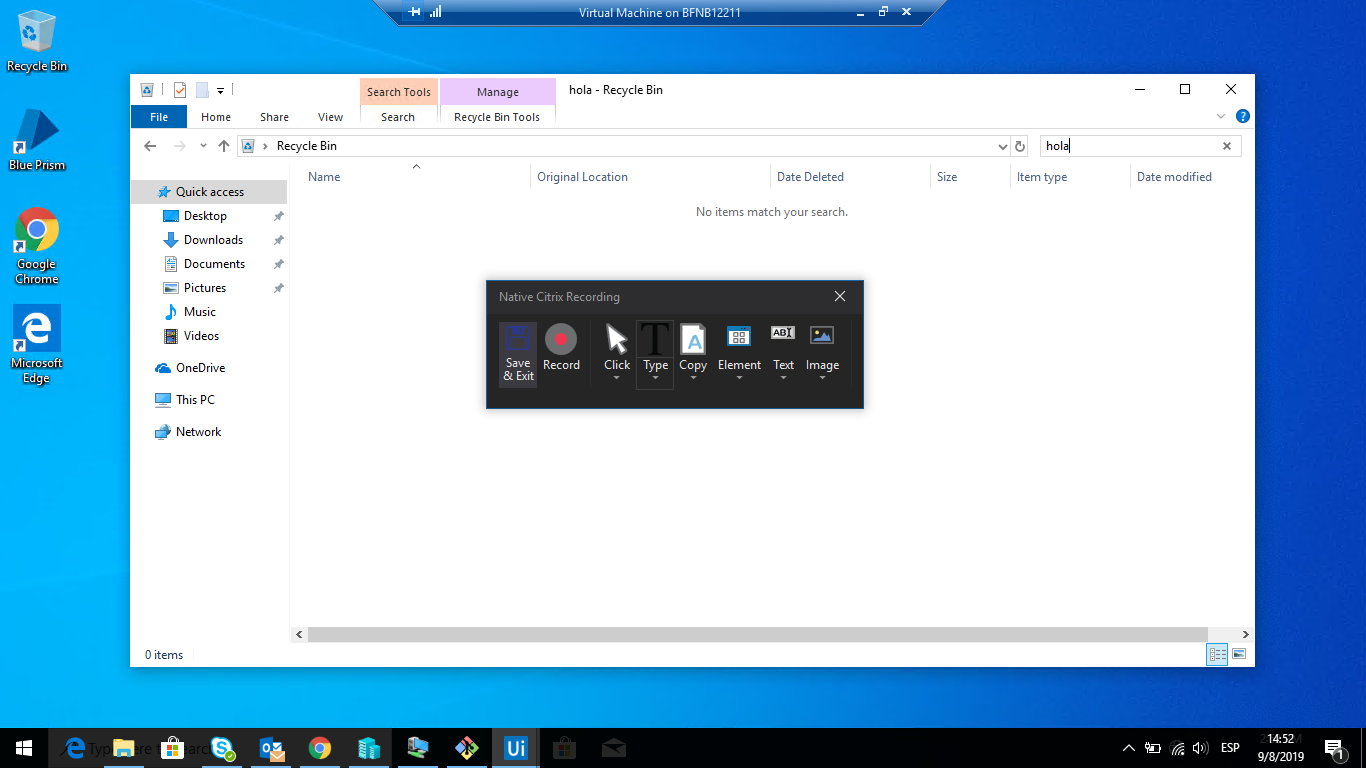 Virtual Machine on BFNB12211
Recycle Bin
Blue Prism
Google
Chrome
Microsoft
Edge
Search Tools
Manage
hola - Recycle Bin
File
Home
Share
View
Search
Recycle Bin Tools
?
Recycle Bin
hola
Name
Original Location
Date Deleted
Size
Item type
Date modified
No items match your search.
Quick access
Desktop
Downloads
Documents
Pictures
Music
Videos
OneDrive
This PC
Network
Native Citrix Recording
Save
& Exit
Record
Click
T
Type
A
Copy
Element
ABI
Text
Image
0 items
Type here to search
Ui
ESP
14:52
9/8/2019
1